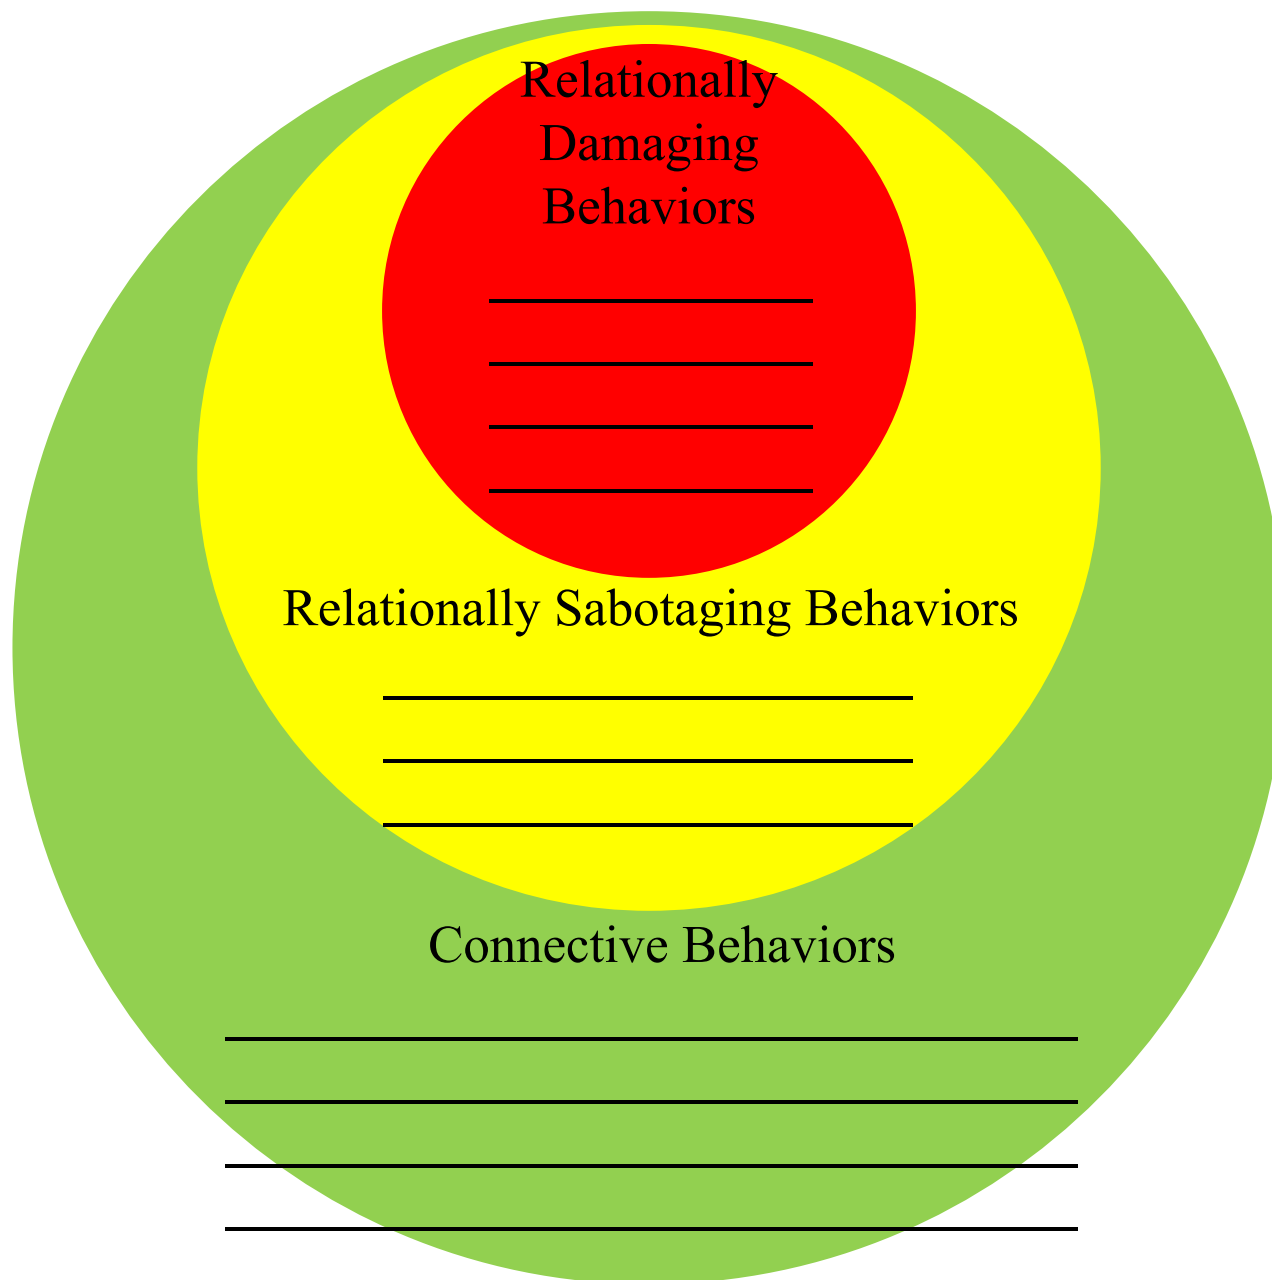 Relationally
Damaging
Behaviors
Relationally Sabotaging Behaviors
Connective Behaviors